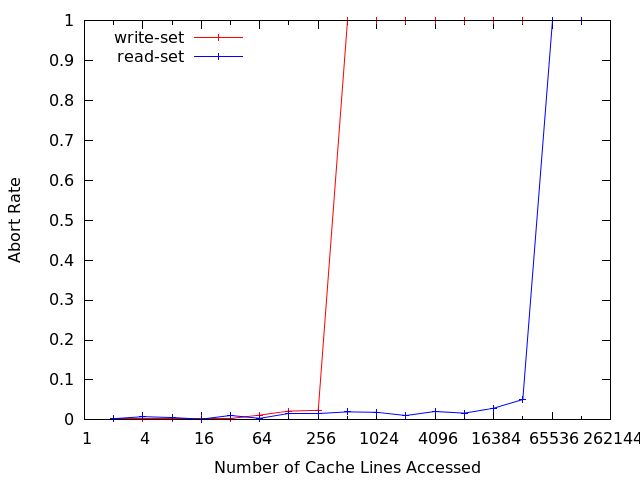 1
write-set
read-set
0.9
0.8
0.7
0.6
0.5
0.4
0.3
0.2
0.1
0
Abort Rate
1 4 16 64 256 1024 4096 16384 65536 262144
Number of Cache Lines Accessed